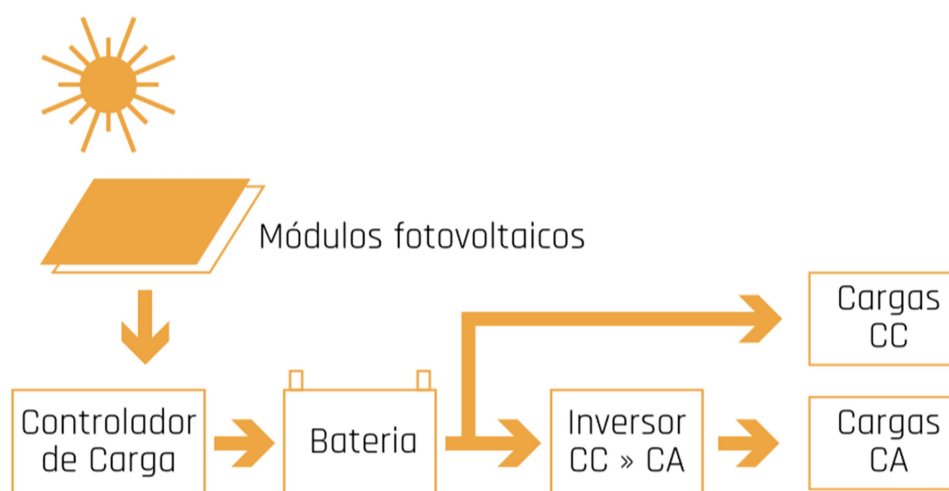 Módulos fotovoltaicos
Cargas
CC
Controlador
de Carga
Bateria
Inversor
CC » CA
Cargas
CA